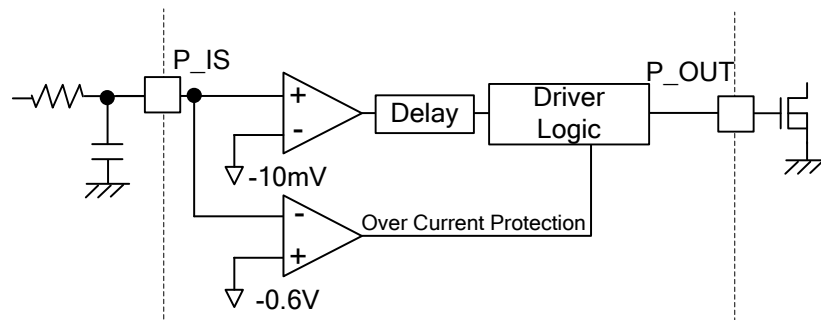 P_IS
P_OUT
+
-
Delay
Driver
Logic
-10mV
-
+
Over Current Protection
-0.6V